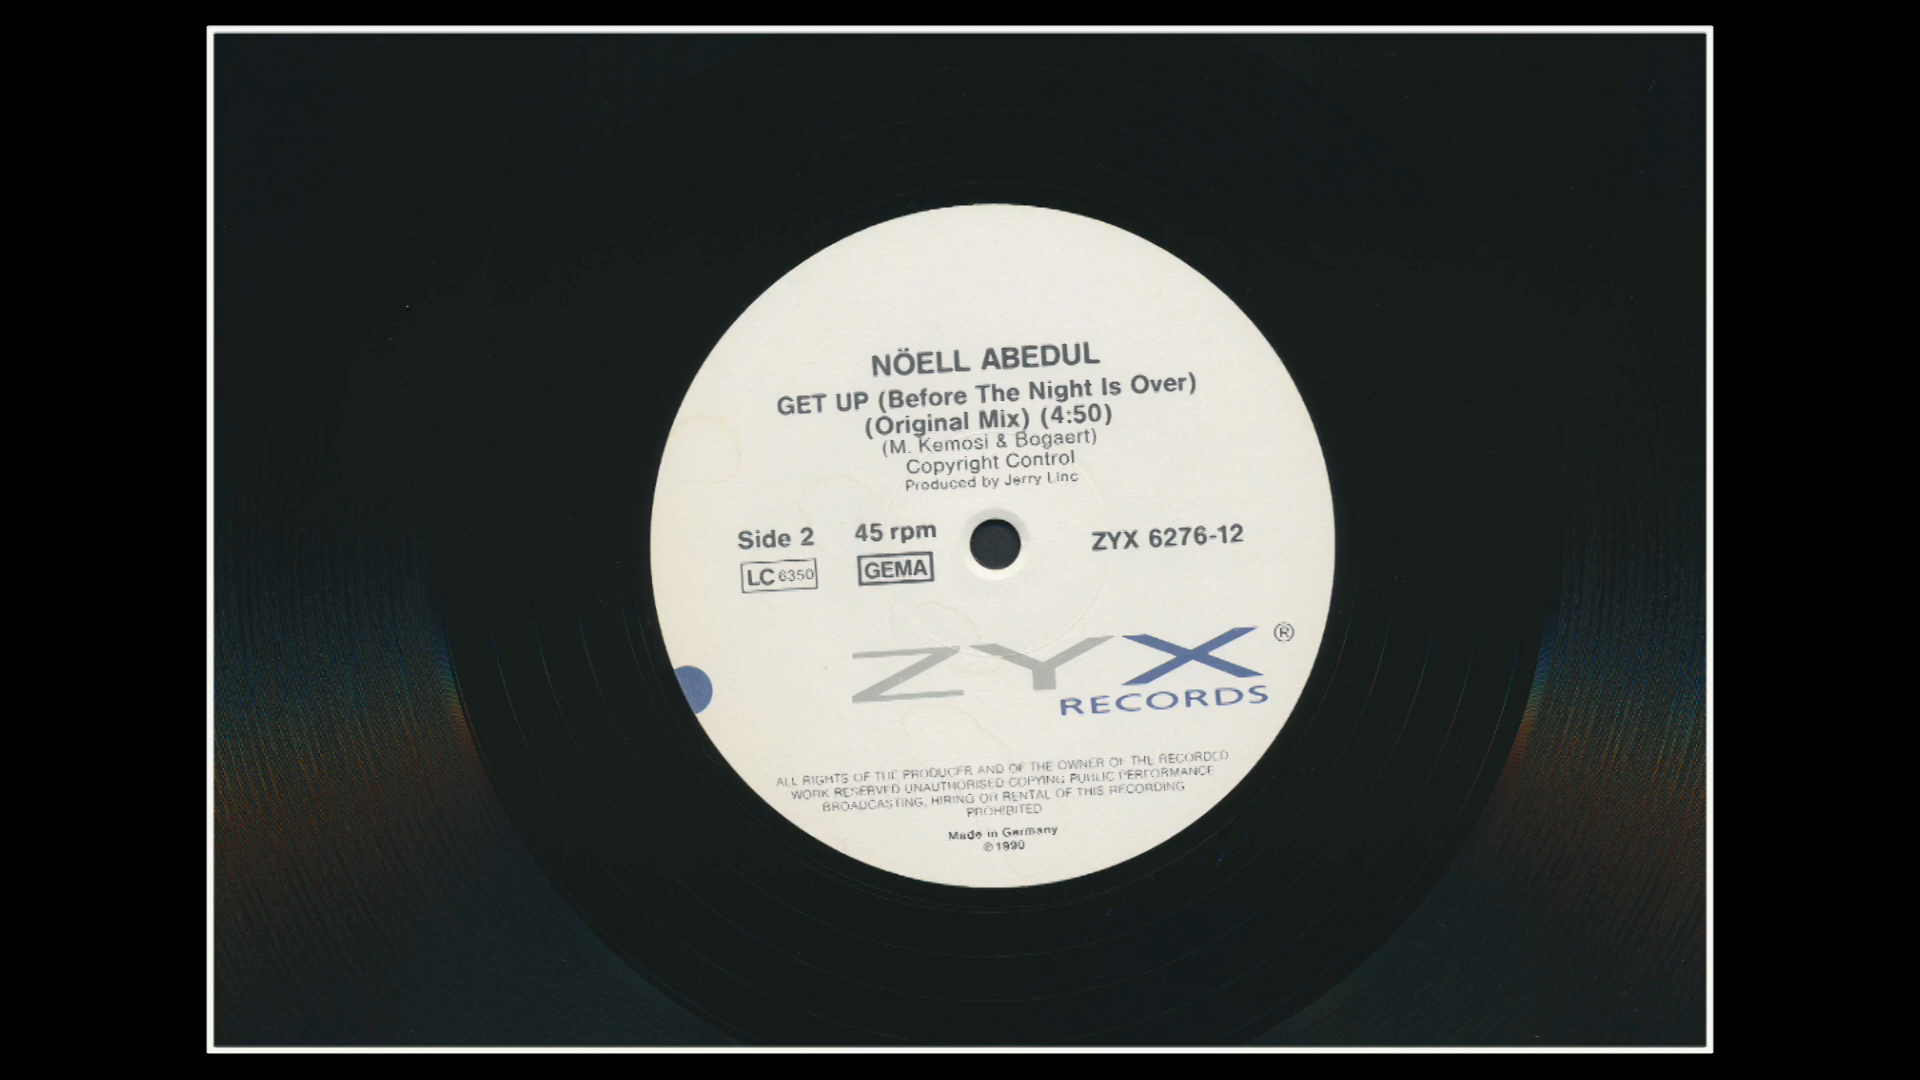 NÖELL ABEDUL
GET UP (Before The Night Is Over)
(Original Mix) (4:50)
(M. Kemosi & Bogaert)
Copyright Control
Produced by Jerry Linc
Side 2 45 rpm ZYX 6276-12
LC 6350 GEMA
ZYX ®
RECORDS
ALL RIGHTS OF THE PRODUCER AND OF THE OWNER OF THE RECORDED
WORK RESERVED UNAUTHORISED COPYING PUBLIC PERFORMANCE
BROADCASTING, HIRING OR RENTAL OF THIS RECORDING
PROHIBITED
Made in Germany
℗ 1990